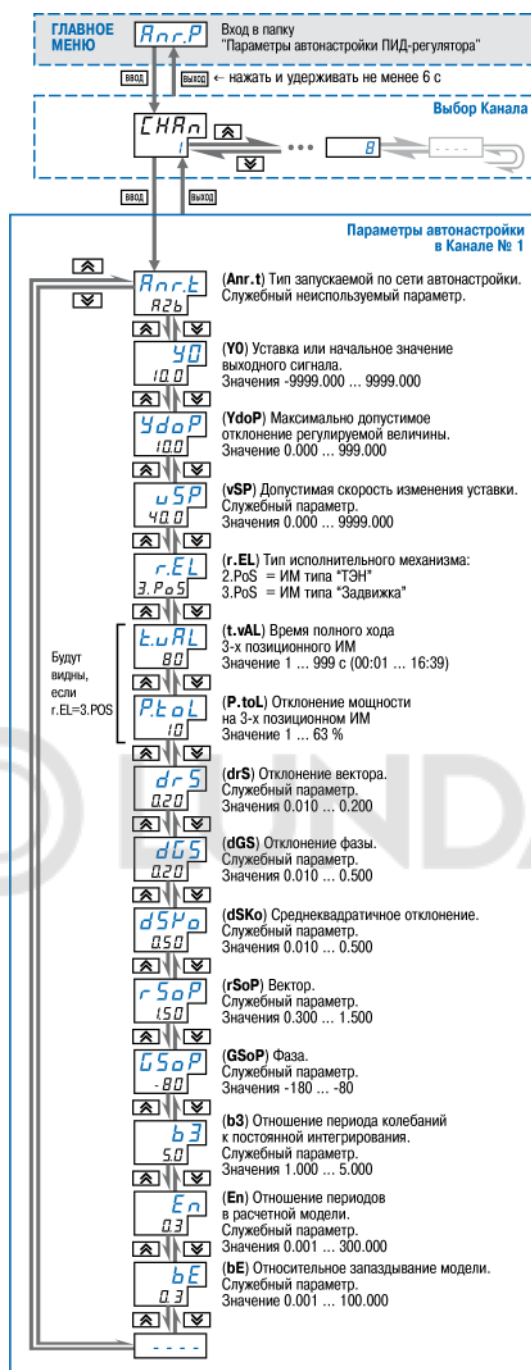 ГЛАВНОЕ
МЕНЮ
Anr.P
Вход в папку
"Параметры автонастройки ПИД-регулятора"
ВВОД
ВЫХОД
← нажать и удерживать не менее 6 с
Выбор Канала
CHAn
1
8
- - - -
ВВОД
ВЫХОД
Параметры автонастройки
в Канале № 1
Anr.t
A2b
(Anr.t) Тип запускаемой по сети автонастройки.
Служебный неиспользуемый параметр.
Y0
10.0
(Y0) Уставка или начальное значение
выходного сигнала.
Значения -9999.000 ... 9999.000
YdoP
10.0
(YdoP) Максимально допустимое
отклонение регулируемой величины.
Значение 0.000 ... 999.000
vSP
40.0
(vSP) Допустимая скорость изменения уставки.
Служебный параметр.
Значения 0.000 ... 9999.000
r.EL
3.PoS
(r.EL) Тип исполнительного механизма:
2.PoS = ИМ типа "ТЭН"
3.PoS = ИМ типа "Задвижка"
Будут
видны,
если
r.EL=3.POS
t.vAL
80
(t.vAL) Время полного хода
3-х позиционного ИМ
Значение 1 ... 999 с (00:01 ... 16:39)
P.toL
10
(P.toL) Отклонение мощности
на 3-х позиционном ИМ
Значение 1 ... 63 %
drS
0.20
(drS) Отклонение вектора.
Служебный параметр.
Значения 0.010 ... 0.200
dGS
0.20
(dGS) Отклонение фазы.
Служебный параметр.
Значения 0.010 ... 0.500
dSKo
0.50
(dSKo) Среднеквадратичное отклонение.
Служебный параметр.
Значения 0.010 ... 0.500
rSoP
1.50
(rSoP) Вектор.
Служебный параметр.
Значения 0.300 ... 1.500
GSoP
-80
(GSoP) Фаза.
Служебный параметр.
Значения -180 ... -80
b3
5.0
(b3) Отношение периода колебаний
к постоянной интегрирования.
Служебный параметр.
Значения 1.000 ... 5.000
En
0.3
(En) Отношение периодов
в расчетной модели.
Служебный параметр.
Значения 0.001 ... 300.000
bE
0.3
(bE) Относительное запаздывание модели.
Служебный параметр.
Значение 0.001 ... 100.000
- - - -
LUNDA